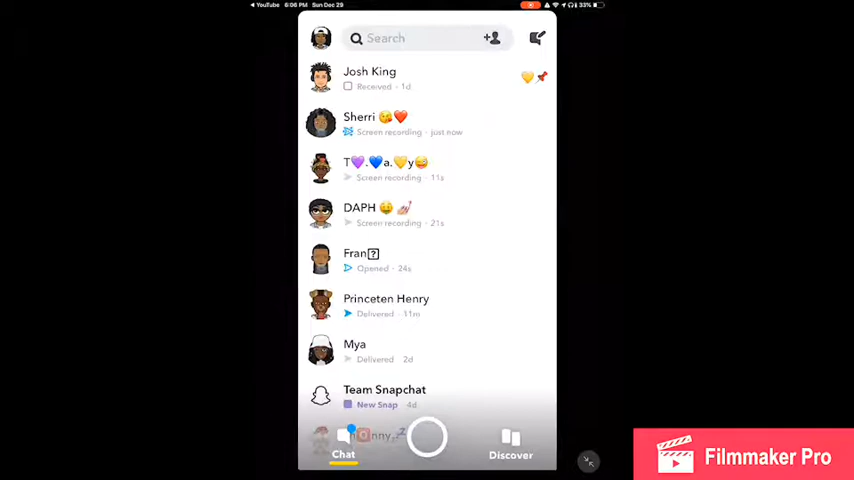 YouTube 6:06 PM Sun Dec 29 33%
Search
Josh King
Received · 1d
Sherri
Screen recording · just now
T💜.💙a.💛y😅
Screen recording · 11s
DAPH
Screen recording · 21s
Fran
Opened · 24s
Princeten Henry
Delivered · 11m
Mya
Delivered · 2d
Team Snapchat
New Snap 4d
Chat
Discover
Filmmaker Pro